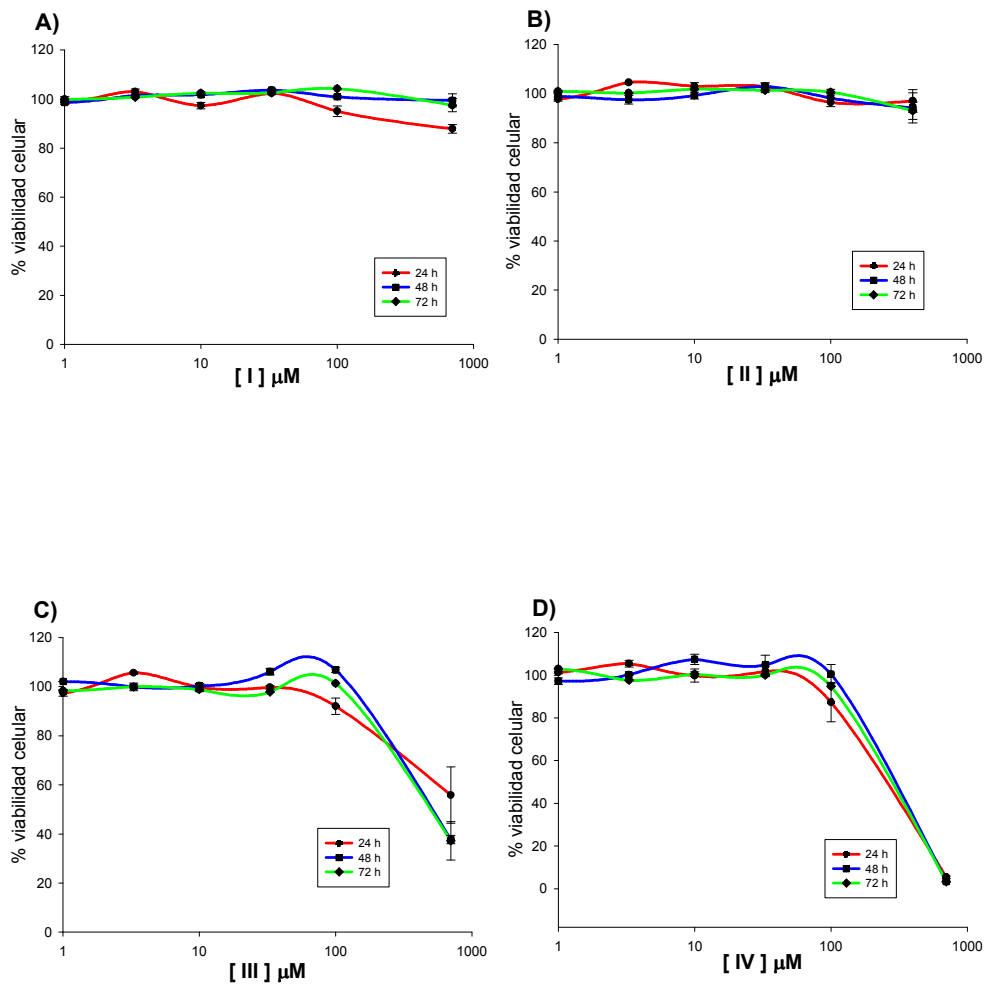 A)
120
100
80
60
40
20
0
% viabilidad celular
24 h
48 h
72 h
1
10
100
1000
[ I ] μM
B)
120
100
80
60
40
20
0
% viabilidad celular
24 h
48 h
72 h
1
10
100
1000
[ II ] μM
C)
120
100
80
60
40
20
0
% viabilidad celular
24 h
48 h
72 h
1
10
100
1000
[ III ] μM
D)
120
100
80
60
40
20
0
% viabilidad celular
24 h
48 h
72 h
1
10
100
1000
[ IV ] μM